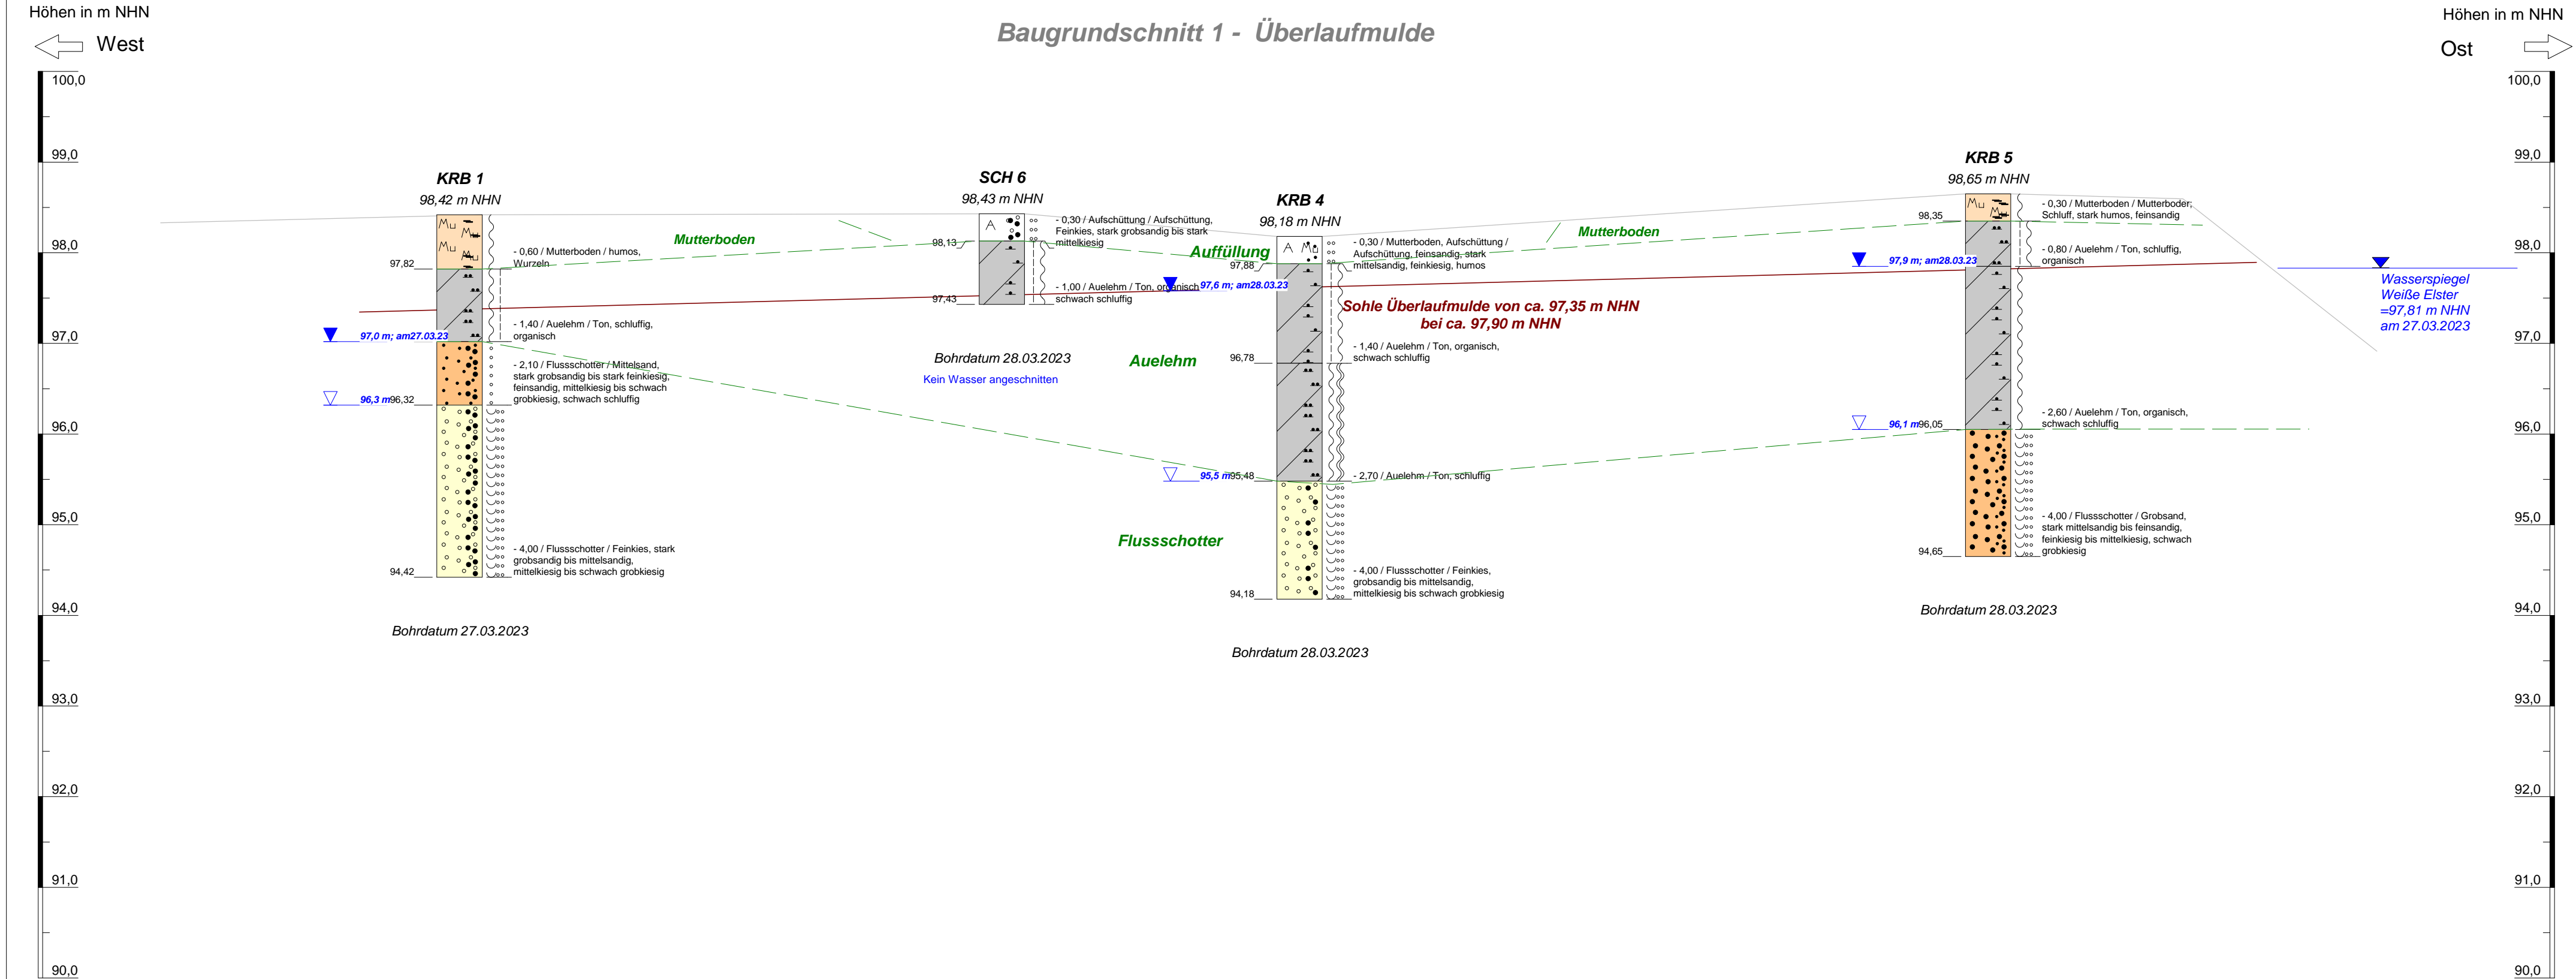 Höhen in m NHN
Höhen in m NHN
Baugrundschnitt 1 - Überlaufmulde
West
Ost
100,0
99,0
98,0
97,0
96,0
95,0
94,0
93,0
92,0
91,0
90,0
KRB 1
98,42 m NHN
97,82
- 0,60 / Mutterboden / humos,
Wurzeln
- 1,40 / Auelehm / Ton, schluffig,
organisch
97,0 m; am27.03.23
- 2,10 / Flussschotter / Mittelsand,
stark grobsandig bis stark feinkiesig,
feinsandig, mittelkiesig bis schwach
grobkiesig, schwach schluffig
96,3 m
96,32
- 4,00 / Flussschotter / Feinkies, stark
grobsandig bis mittelsandig,
mittelkiesig bis schwach grobkiesig
94,42
Bohrdatum 27.03.2023
Mutterboden
SCH 6
98,43 m NHN
98,13
- 0,30 / Aufschüttung / Aufschüttung,
Feinkies, stark grobsandig bis stark
mittelkiesig
- 1,00 / Auelehm / Ton, organisch,
schwach schluffig
97,43
Bohrdatum 28.03.2023
Kein Wasser angeschnitten
KRB 4
98,18 m NHN
Auffüllung
97,88
- 0,30 / Mutterboden, Aufschüttung /
Aufschüttung, feinsandig, stark
mittelsandig, feinkiesig, humos
97,6 m; am28.03.23
Sohle Überlaufmulde von ca. 97,35 m NHN
bei ca. 97,90 m NHN
Auelehm
96,78
- 1,40 / Auelehm / Ton, organisch,
schwach schluffig
95,5 m
95,48
- 2,70 / Auelehm / Ton, schluffig
Flussschotter
- 4,00 / Flussschotter / Feinkies,
grobsandig bis mittelsandig,
mittelkiesig bis schwach grobkiesig
94,18
Bohrdatum 28.03.2023
Mutterboden
KRB 5
98,65 m NHN
98,35
- 0,30 / Mutterboden / Mutterboder;
Schluff, stark humos, feinsandig
- 0,80 / Auelehm / Ton, schluffig,
organisch
97,9 m; am28.03.23
- 2,60 / Auelehm / Ton, organisch,
schwach schluffig
96,1 m
96,05
- 4,00 / Flussschotter / Grobsand,
stark mittelsandig bis feinsandig,
feinkiesig bis mittelkiesig, schwach
grobkiesig
94,65
Bohrdatum 28.03.2023
Wasserspiegel
Weiße Elster
=97,81 m NHN
am 27.03.2023
100,0
99,0
98,0
97,0
96,0
95,0
94,0
93,0
92,0
91,0
90,0